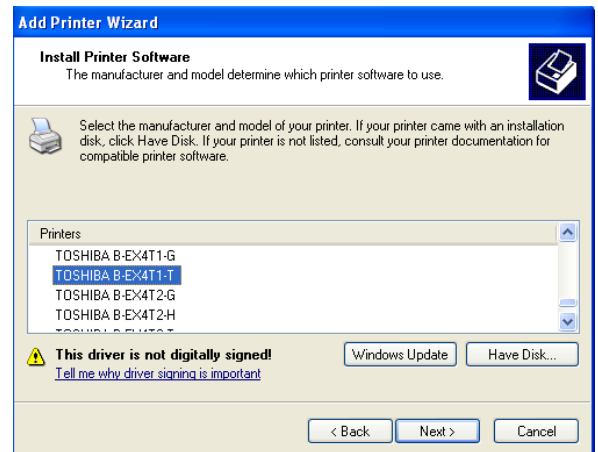 Add Printer Wizard
Install Printer Software
The manufacturer and model determine which printer software to use.
Select the manufacturer and model of your printer. If your printer came with an installation
disk, click Have Disk. If your printer is not listed, consult your printer documentation for
compatible printer software.
Printers
TOSHIBA B-EX4T1-G
TOSHIBA B-EX4T1-T
TOSHIBA B-EX4T2-G
TOSHIBA B-EX4T2-H
This driver is not digitally signed!
Tell me why driver signing is important
Windows Update
Have Disk...
< Back
Next >
Cancel